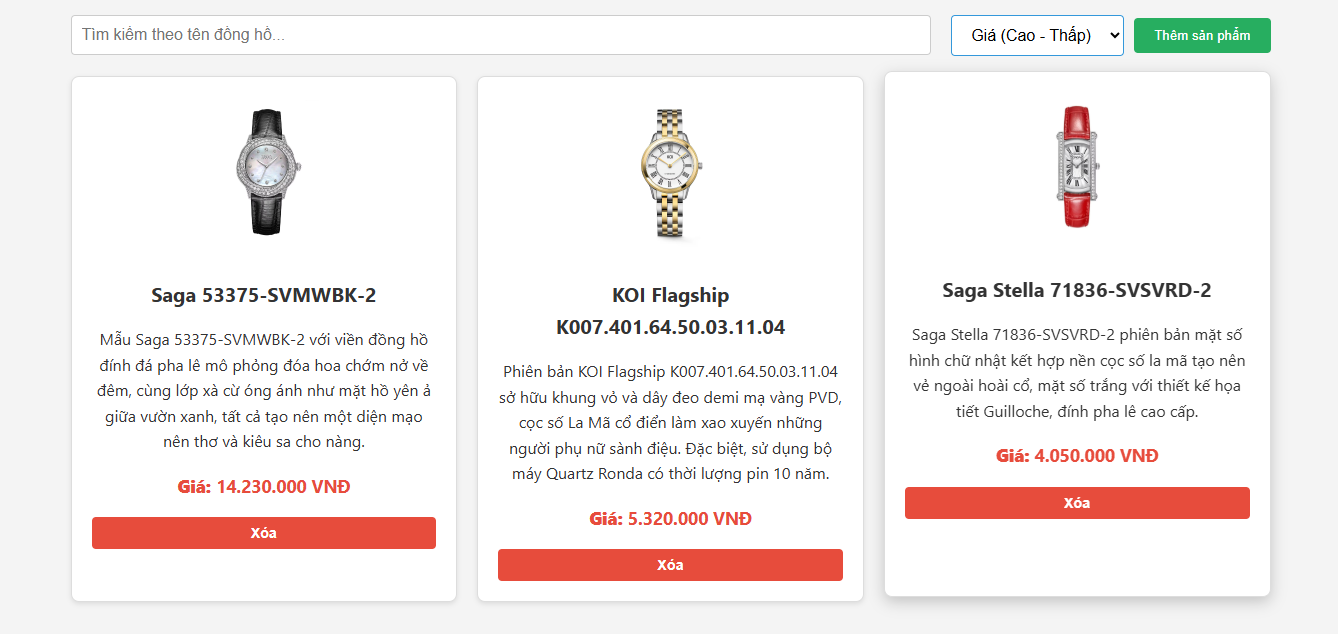 Tìm kiếm theo tên đồng hồ...
Giá (Cao - Thấp)
Thêm sản phẩm
Saga 53375-SVMWBK-2
Mẫu Saga 53375-SVMWBK-2 với viền đồng hồ
đính đá pha lê mô phỏng đóa hoa chớm nở về
đêm, cùng lớp xà cừ óng ánh như mặt hồ yên ả
giữa vườn xanh, tất cả tạo nên một diện mạo
nên thơ và kiêu sa cho nàng.
Giá: 14.230.000 VNĐ
Xóa
KOI
KOI Flagship
K007.401.64.50.03.11.04
Phiên bản KOI Flagship K007.401.64.50.03.11.04
sở hữu khung vỏ và dây đeo demi mạ vàng PVD,
cọc số La Mã cổ điển làm xao xuyến những
người phụ nữ sành điệu. Đặc biệt, sử dụng bộ
máy Quartz Ronda có thời lượng pin 10 năm.
Giá: 5.320.000 VNĐ
Xóa
Saga Stella 71836-SVSVRD-2
Saga Stella 71836-SVSVRD-2 phiên bản mặt số
hình chữ nhật kết hợp nền cọc số la mã tạo nên
vẻ ngoài hoài cổ, mặt số trắng với thiết kế họa
tiết Guilloche, đính pha lê cao cấp.
Giá: 4.050.000 VNĐ
Xóa